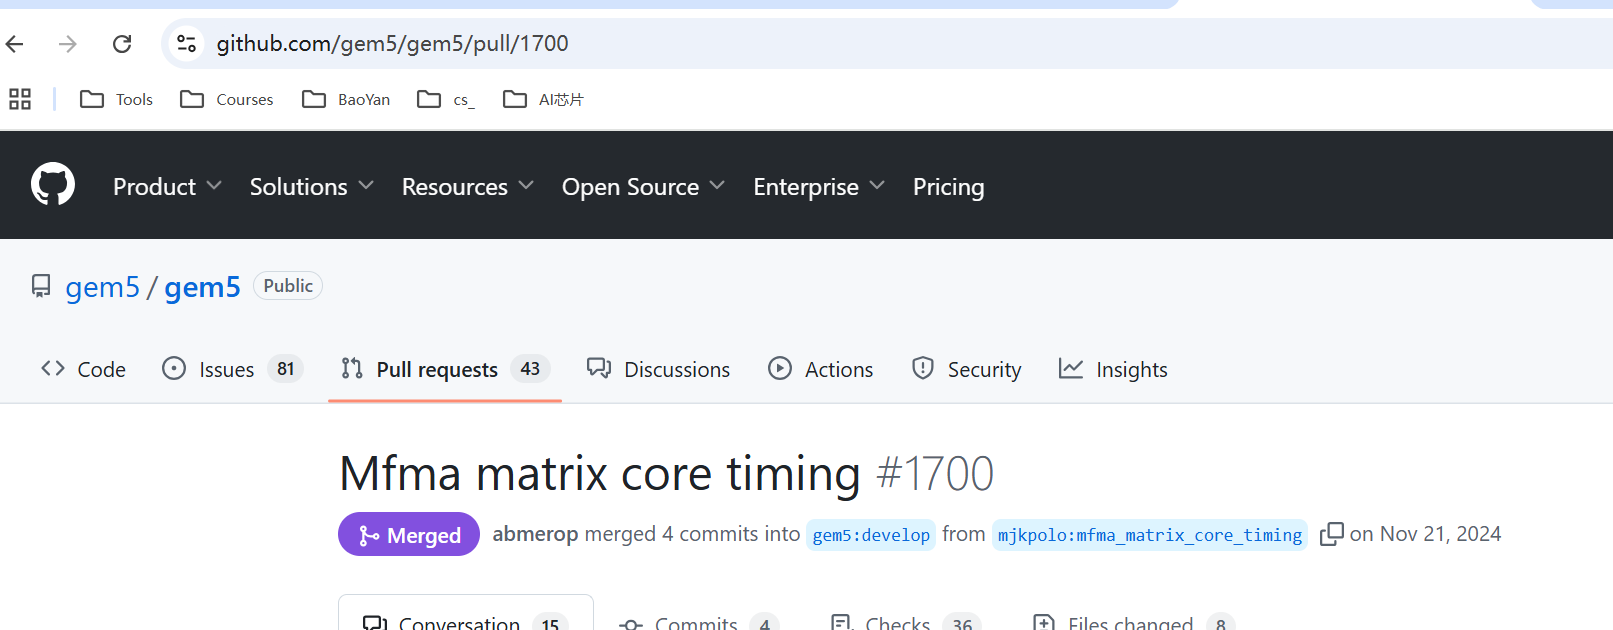 github.com/gem5/gem5/pull/1700
Tools Courses BaoYan cs_ AI芯片
Product Solutions Resources Open Source Enterprise Pricing
gem5 / gem5 Public
Code Issues 81 Pull requests 43 Discussions Actions Security Insights
Mfma matrix core timing #1700
Merged abmerop merged 4 commits into gem5:develop from mjkpolo:mfma_matrix_core_timing on Nov 21, 2024
Conversation 15 Commits 4 Checks 36 Files changed 8